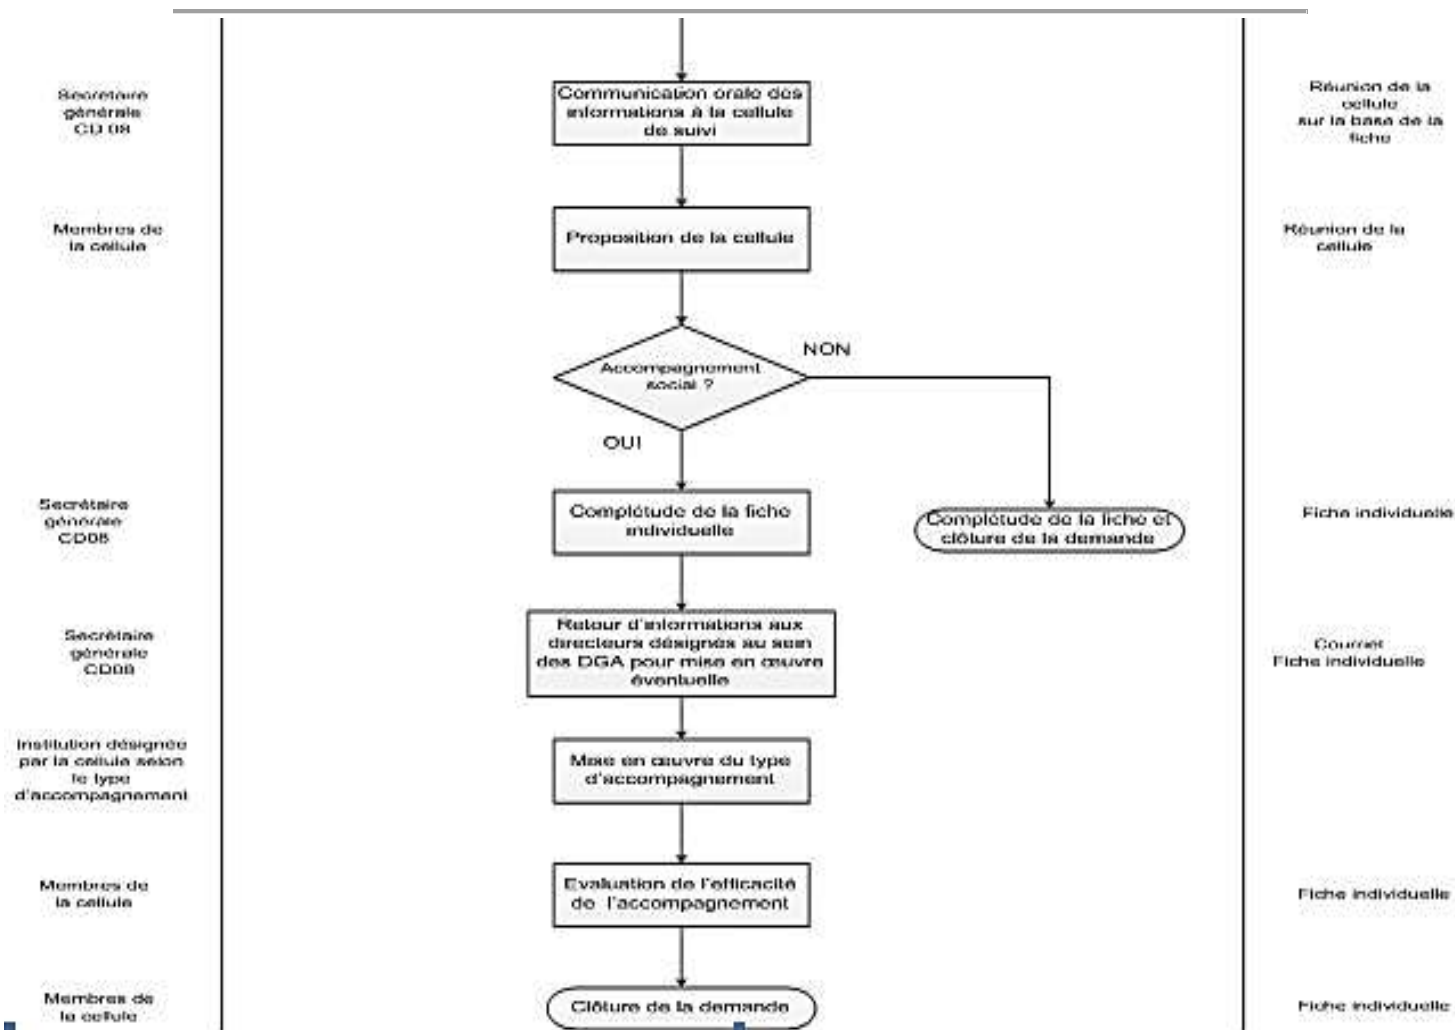 Secrétaire
générale
CD 08
Communication orale des
informations à la cellule
de suivi
Réunion de la
cellule
sur la base de la
fiche
Membres de
la cellule
Proposition de la cellule
Réunion de la
cellule
Accompagnement
social ?
NON
OUI
Secrétaire
générale
CD08
Complétude de la fiche
individuelle
Complétude de la fiche et
clôture de la demande
Fiche individuelle
Secrétaire
générale
CD08
Retour d'informations aux
directeurs désignés au sein
des DGA pour mise en œuvre
éventuelle
Courriel
Fiche individuelle
Institution désignée
par la cellule selon
le type
d'accompagnement
Mise en œuvre du type
d'accompagnement
Membres de
la cellule
Evaluation de l'efficacité
de l'accompagnement
Fiche individuelle
Membres de
la cellule
Clôture de la demande
Fiche individuelle